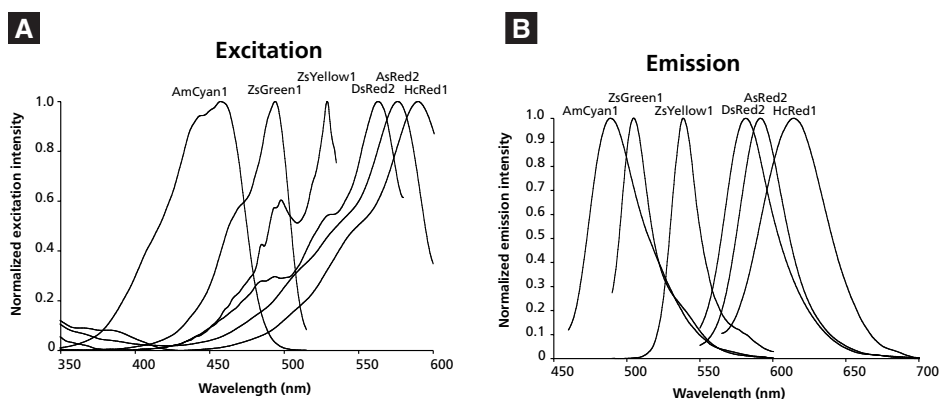 A
Excitation
AmCyan1
ZsGreen1
ZsYellow1
DsRed2
AsRed2
HcRed1
Normalized excitation intensity
1.0
0.8
0.6
0.4
0.2
0
350
400
450
500
550
600
Wavelength (nm)
B
Emission
AmCyan1
ZsGreen1
ZsYellow1
DsRed2
AsRed2
HcRed1
Normalized emission intensity
1.0
0.9
0.8
0.7
0.6
0.5
0.4
0.3
0.2
0.1
0
450
500
550
600
650
700
Wavelength (nm)